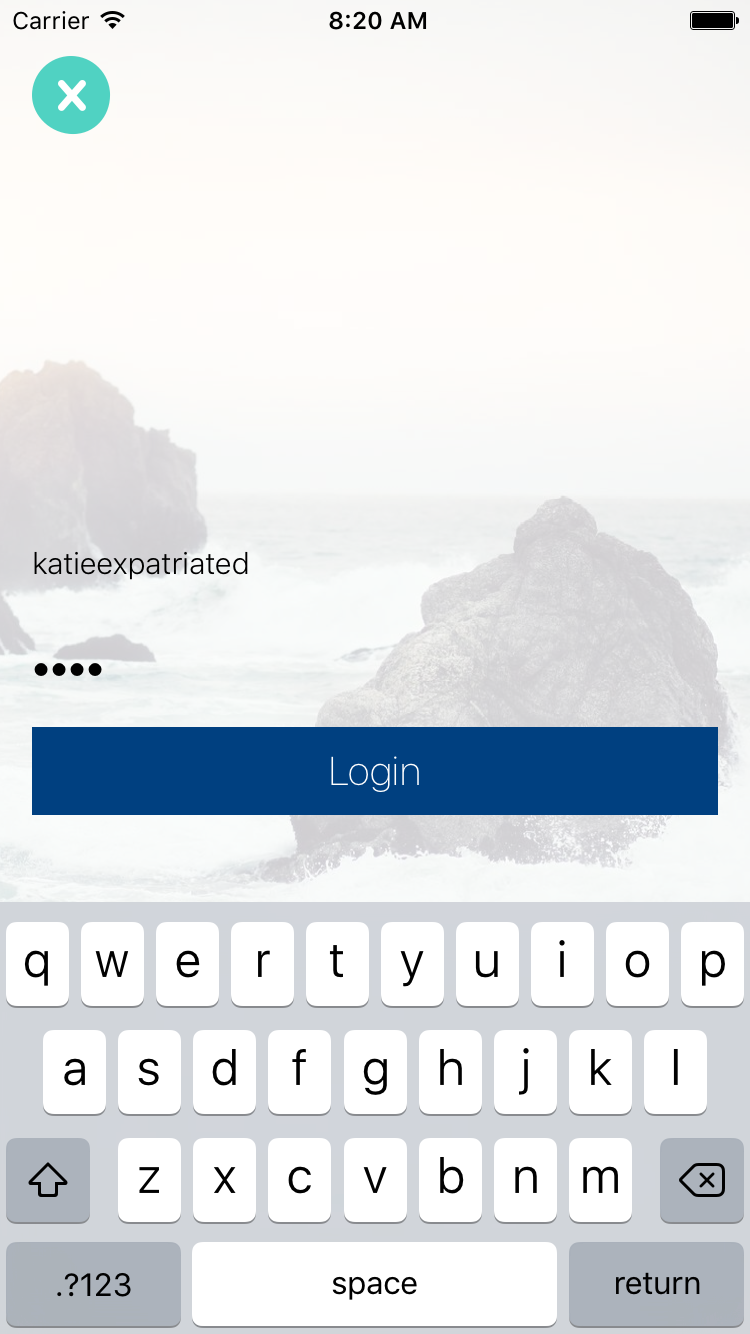 Carrier 8:20 AM
katieexpatriated
••••
Login
q w e r t y u i o p
a s d f g h j k l
z x c v b n m
.?123 space return